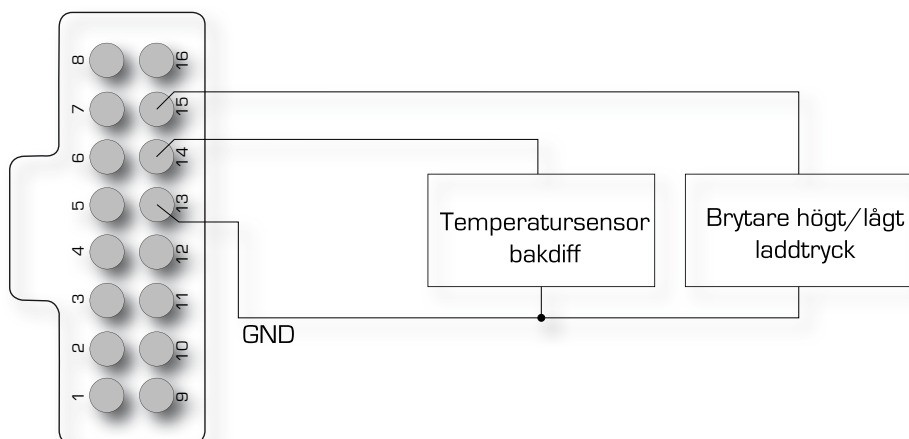 8 16
7 15
6 14
5 13
4 12
3 11
2 10
1 9
Temperatursensor
bakdiff
Brytare högt/lågt
laddtryck
GND